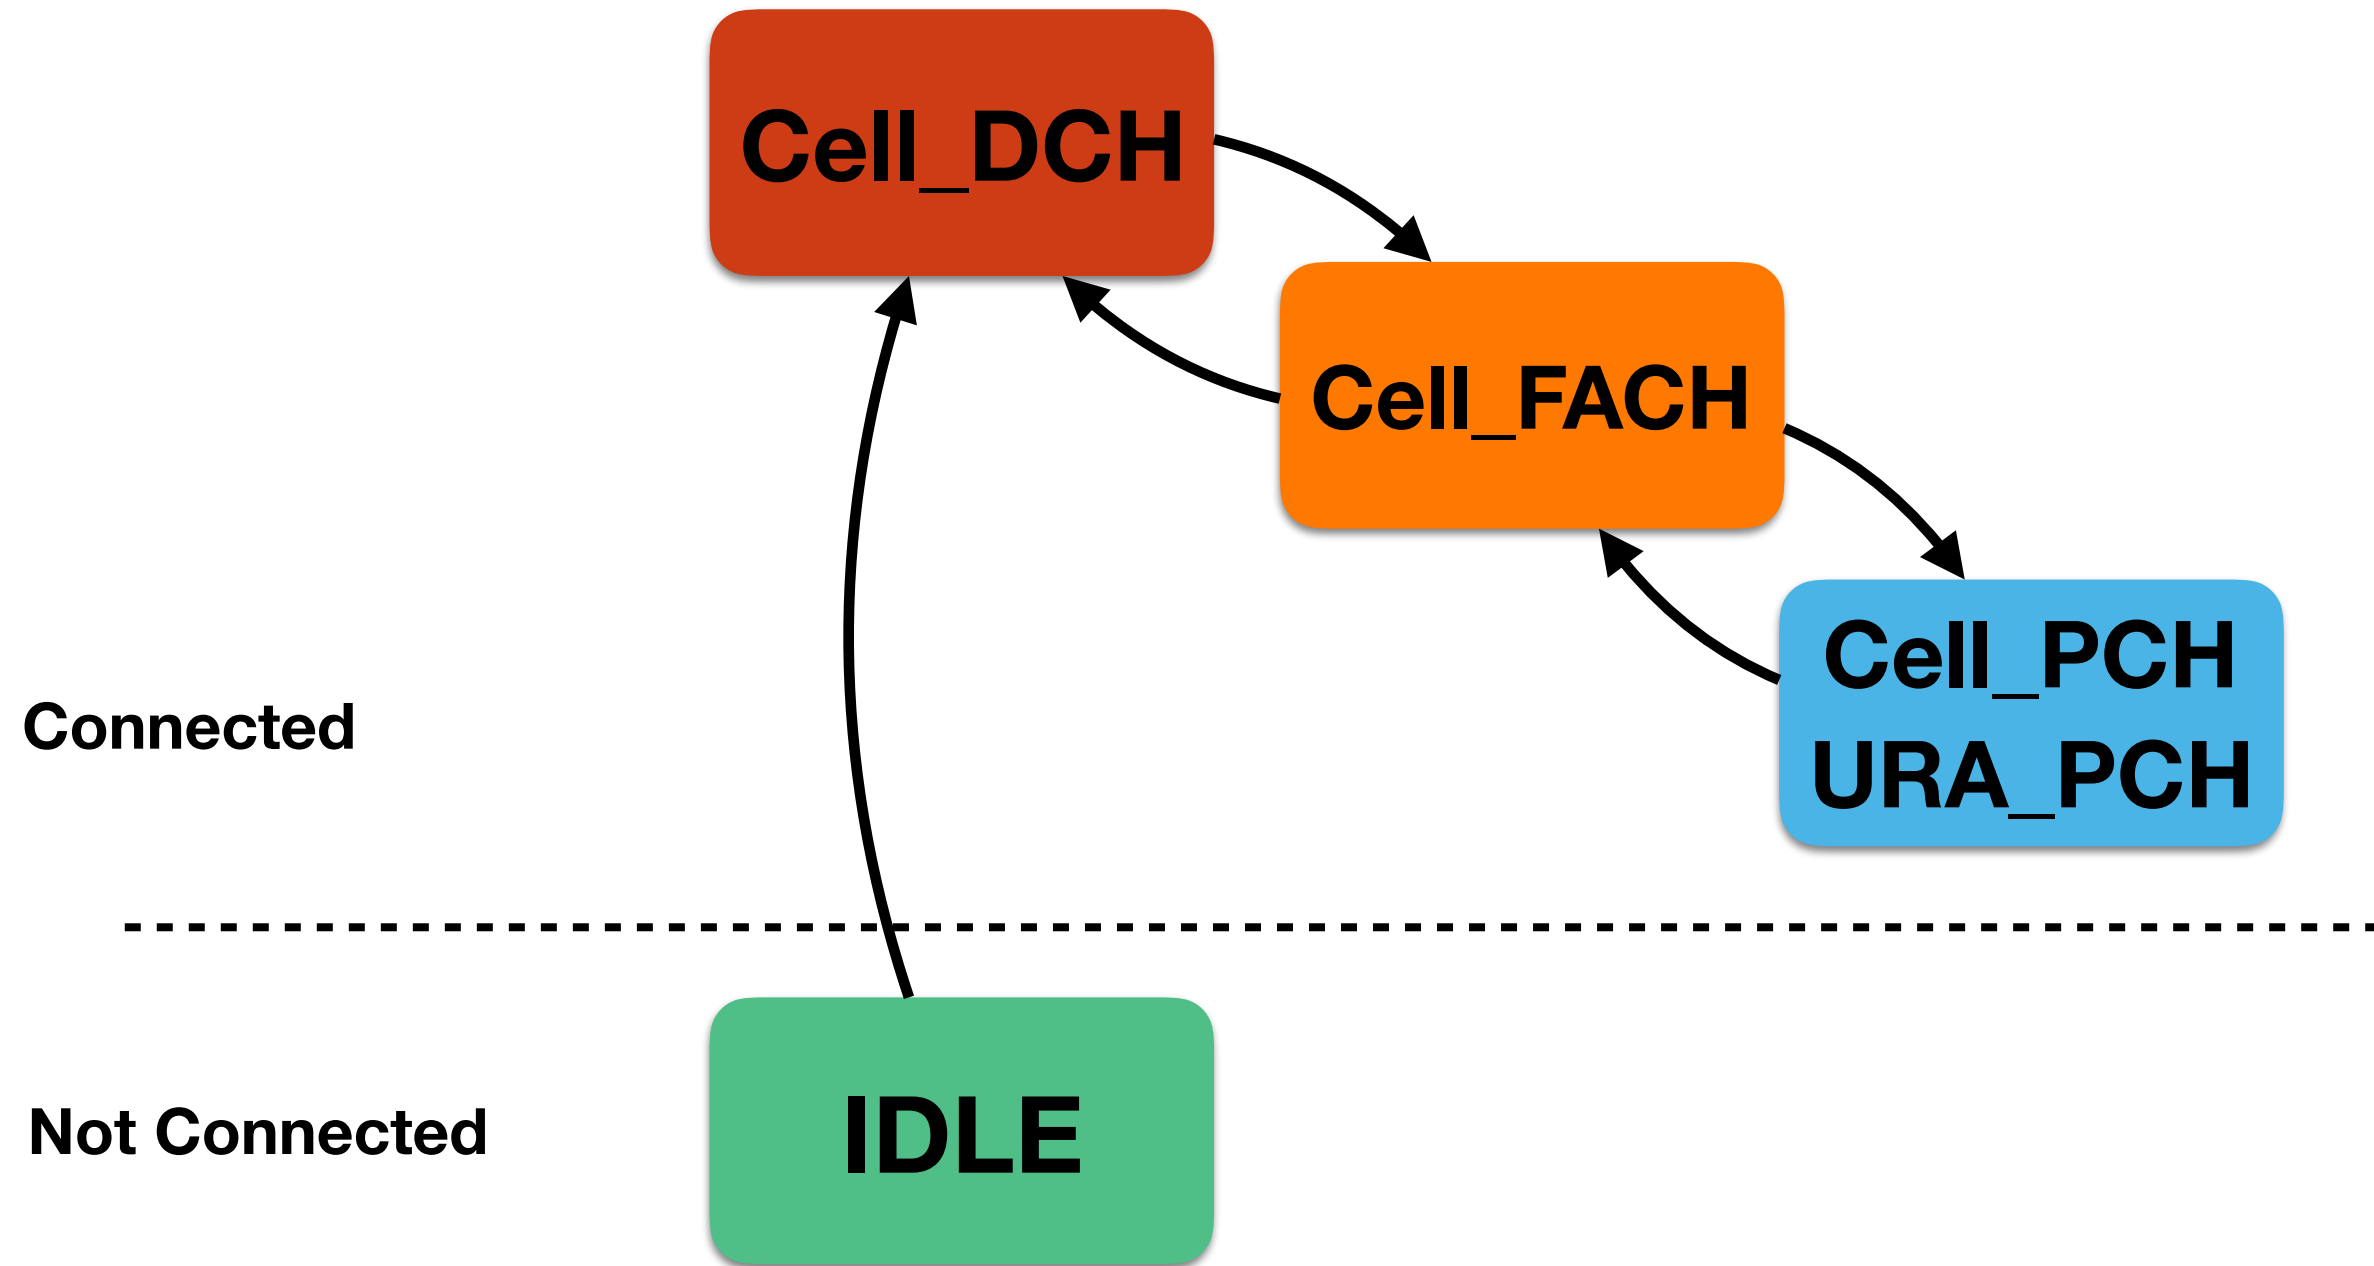 Cell_DCH
Cell_FACH
Cell_PCH
URA_PCH
Connected
Not Connected
IDLE